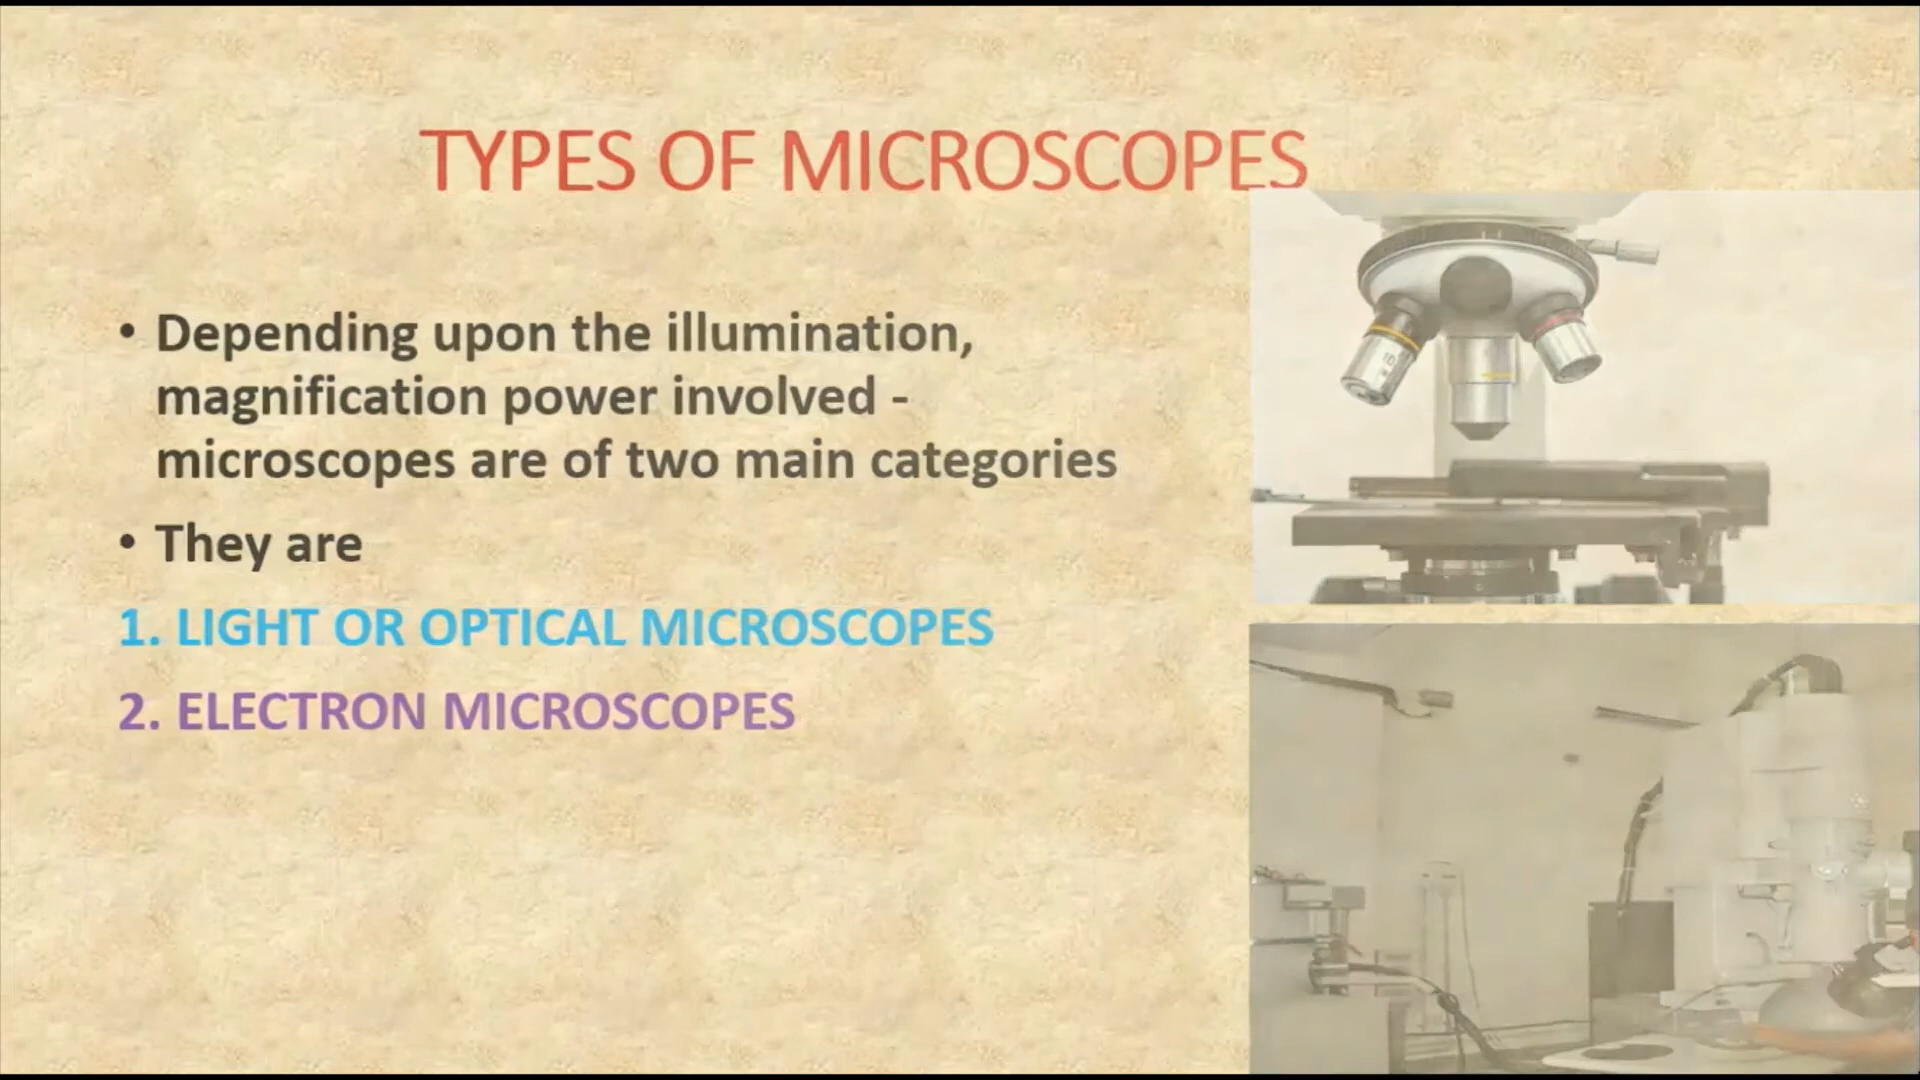 TYPES OF MICROSCOPES
• Depending upon the illumination,
magnification power involved -
microscopes are of two main categories
• They are
1. LIGHT OR OPTICAL MICROSCOPES
2. ELECTRON MICROSCOPES
10